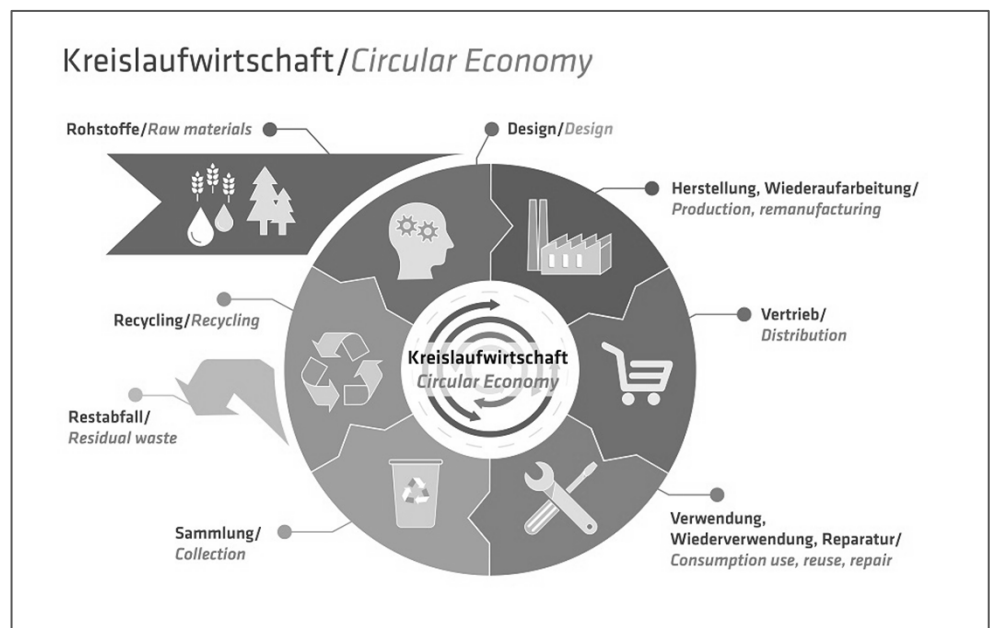 Kreislaufwirtschaft/Circular Economy
Rohstoffe/Raw materials
Design/Design
Herstellung, Wiederaufarbeitung/
Production, remanufacturing
Recycling/Recycling
Vertrieb/
Distribution
Kreislaufwirtschaft
Circular Economy
Restabfall/
Residual waste
Sammlung/
Collection
Verwendung,
Wiederverwendung, Reparatur/
Consumption use, reuse, repair